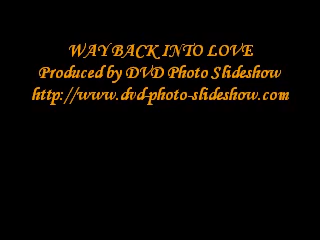 WAY BACK INTO LOVE
Produced by DVD Photo Slideshow
http://www.dvd-photo-slideshow.com